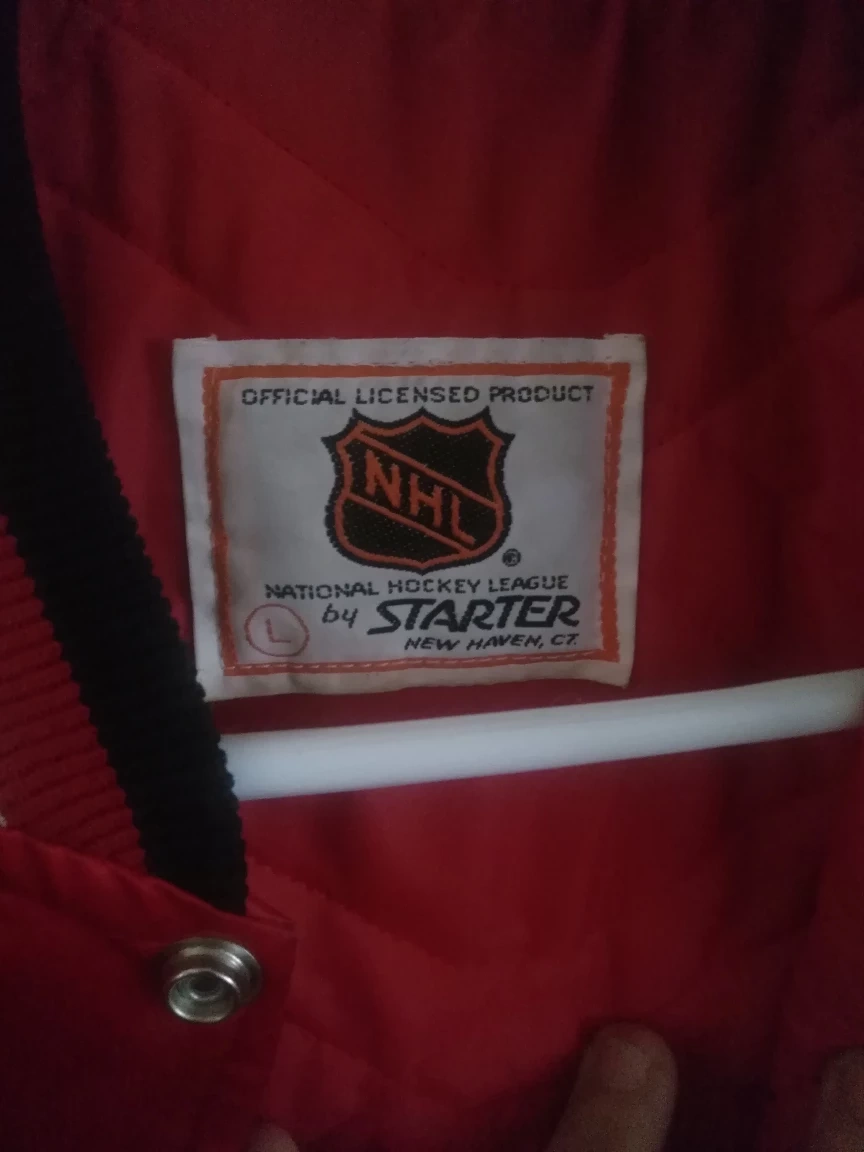 OFFICIAL LICENSED PRODUCT
NHL
®
NATIONAL HOCKEY LEAGUE
L by STARTER
NEW HAVEN, CT.